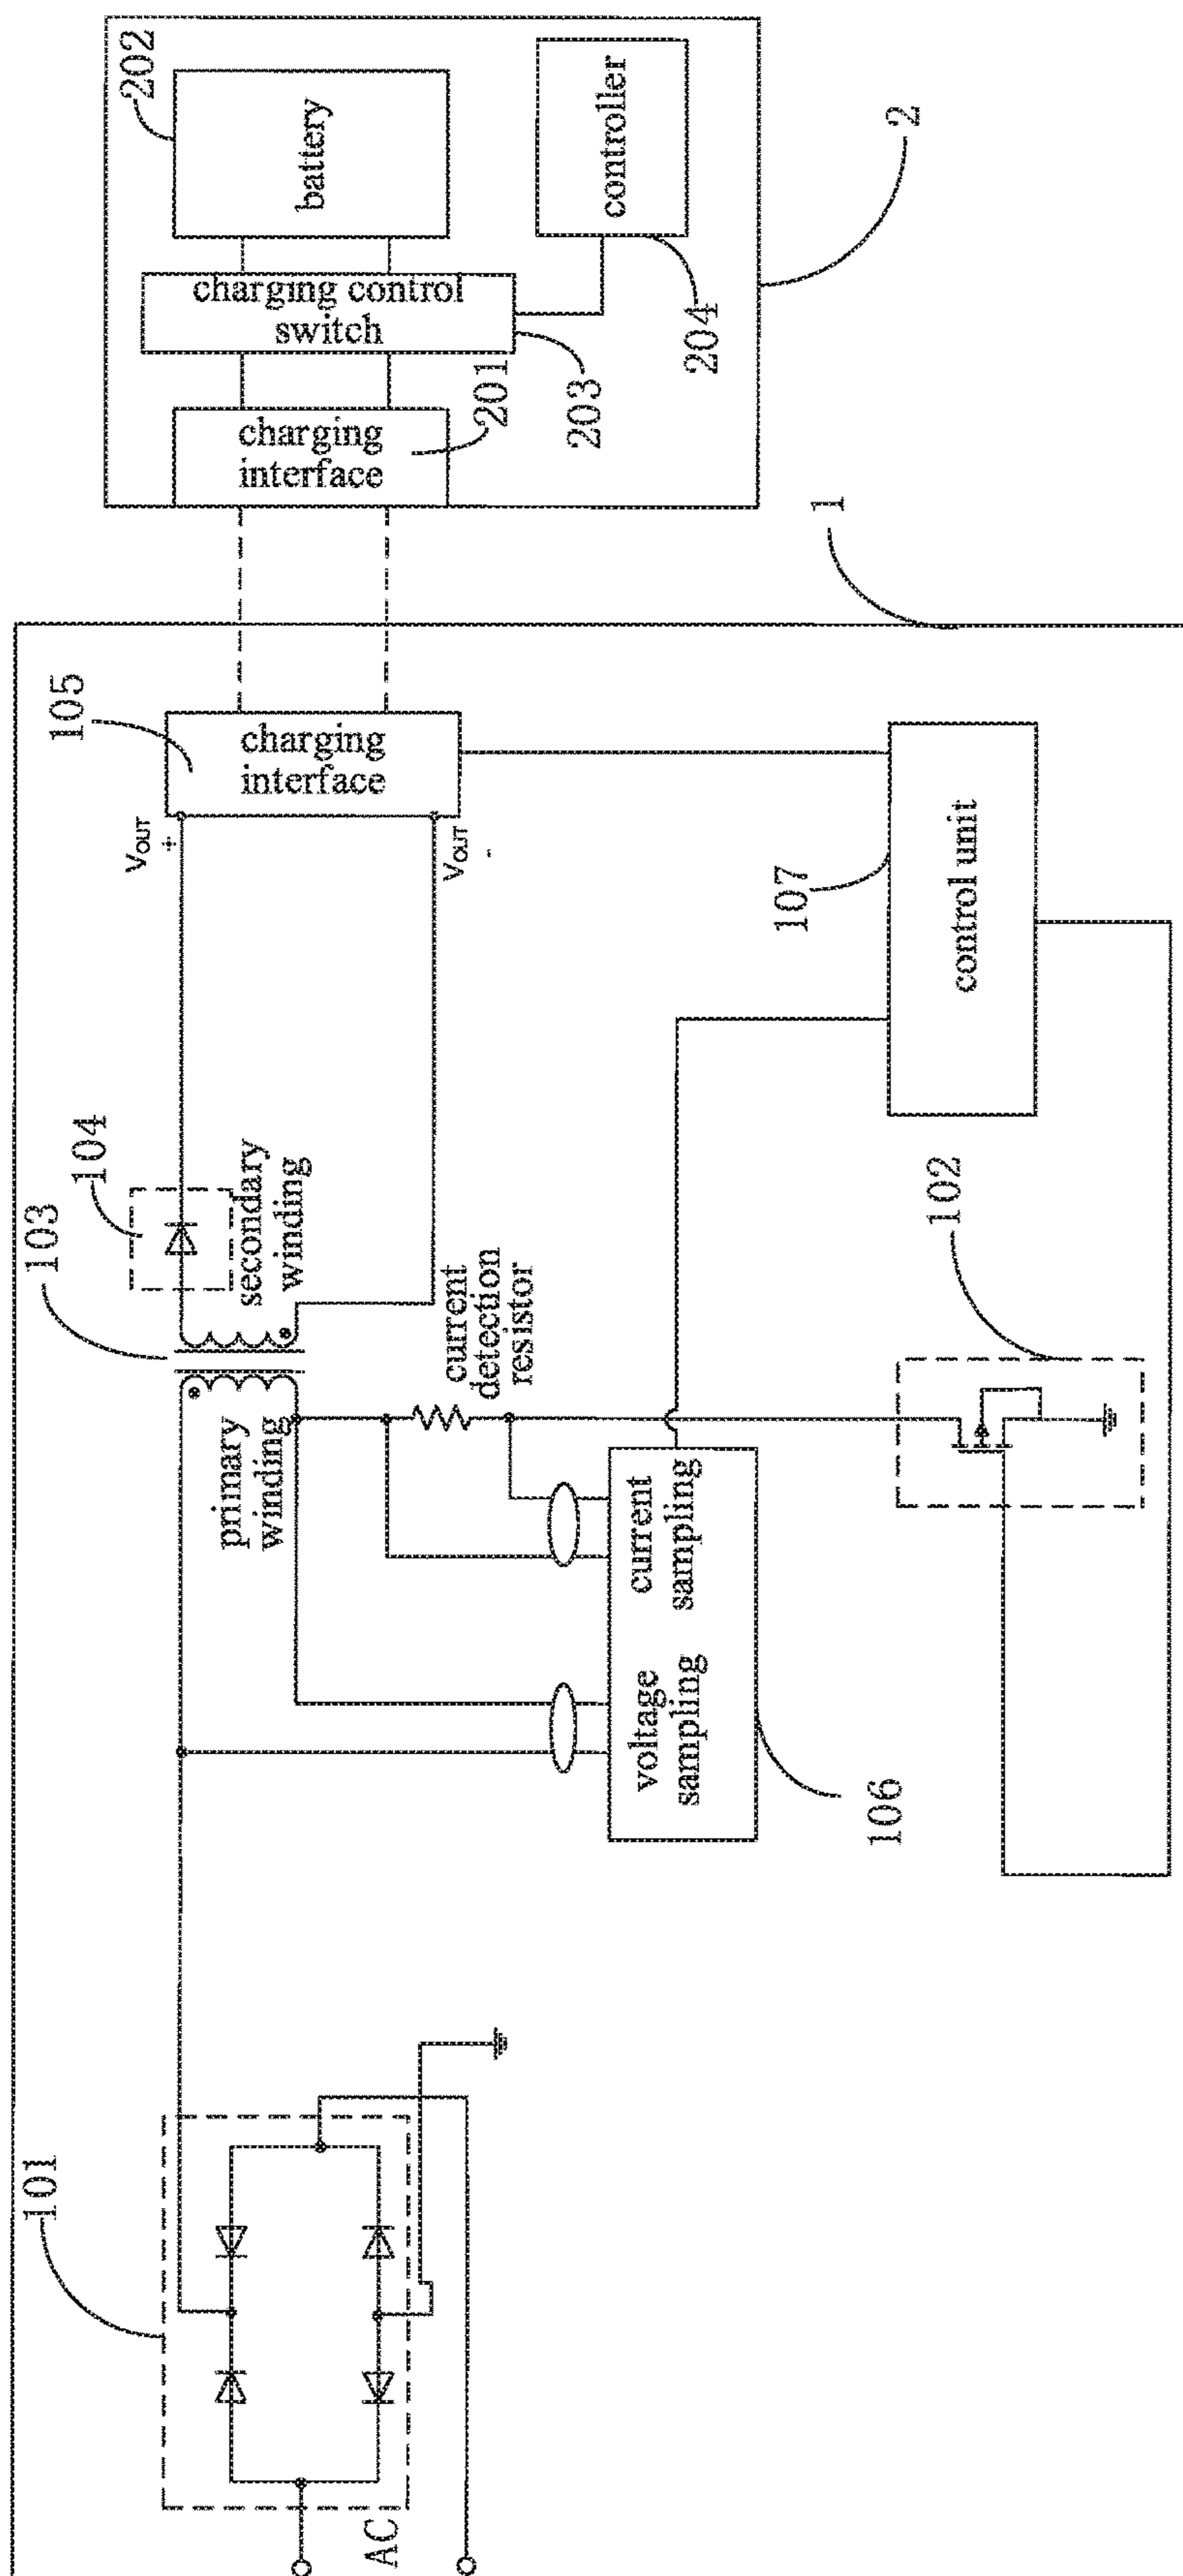 202
battery
controller
2
charging control
switch
204
201
203
charging
interface
1
105
charging
interface
VOUT
+
VOUT
-
107
control unit
104
secondary
winding
103
102
current
detection
resistor
primary
winding
current
sampling
voltage
sampling
106
101
AC